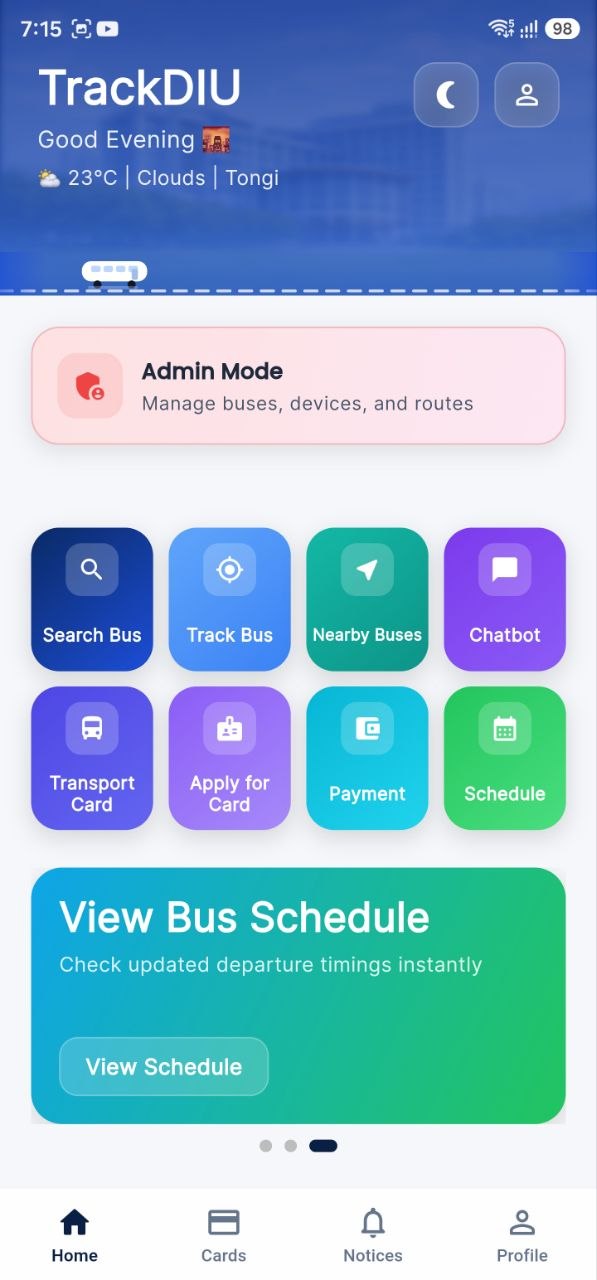 7:15
5
98
TrackDIU
Good Evening 🌇
23°C | Clouds | Tongi
Admin Mode
Manage buses, devices, and routes
Search Bus
Track Bus
Nearby Buses
Chatbot
Transport
Card
Apply for
Card
Payment
Schedule
View Bus Schedule
Check updated departure timings instantly
View Schedule
Home
Cards
Notices
Profile